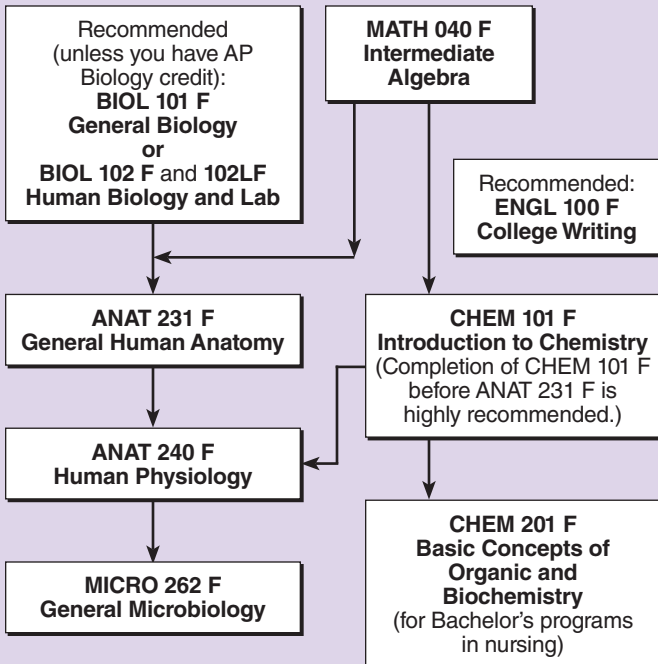 Recommended
(unless you have AP
Biology credit):
BIOL 101 F
General Biology
or
BIOL 102 F and 102LF
Human Biology and Lab
MATH 040 F
Intermediate
Algebra
Recommended:
ENGL 100 F
College Writing
ANAT 231 F
General Human Anatomy
CHEM 101 F
Introduction to Chemistry
(Completion of CHEM 101 F
before ANAT 231 F is
highly recommended.)
ANAT 240 F
Human Physiology
MICRO 262 F
General Microbiology
CHEM 201 F
Basic Concepts of
Organic and
Biochemistry
(for Bachelor’s programs
in nursing)